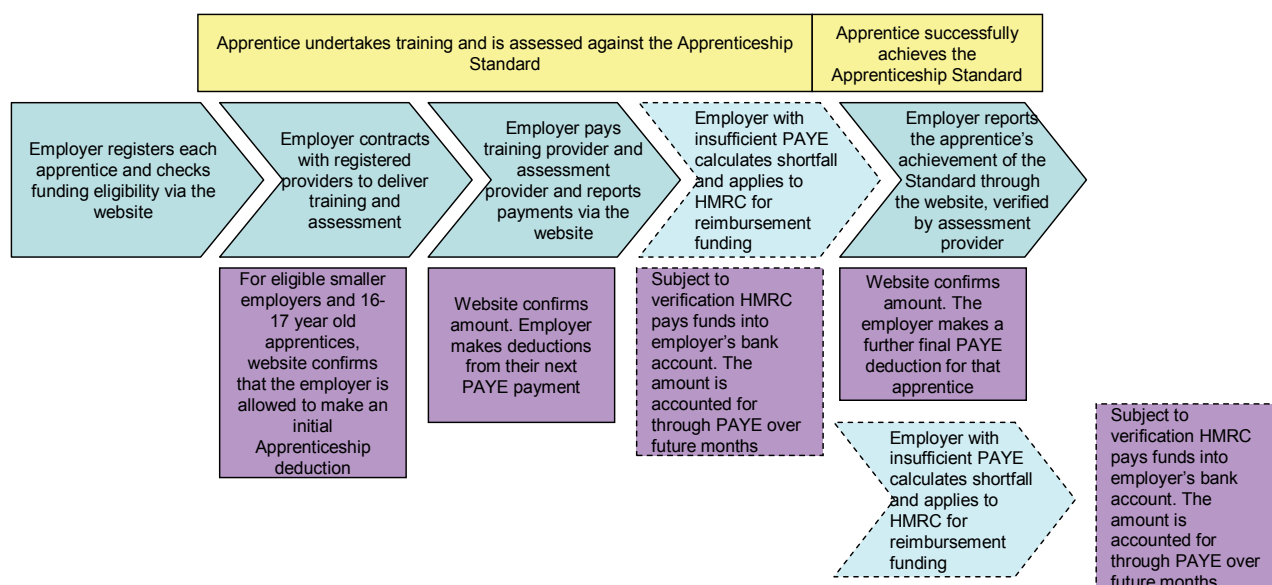 Apprentice undertakes training and is assessed against the Apprenticeship
Standard
Apprentice successfully
achieves the
Apprenticeship Standard
Employer registers each
apprentice and checks
funding eligibility via the
website
Employer contracts
with registered
providers to deliver
training and
assessment
Employer pays
training provider and
assessment
provider and reports
payments via the
website
Employer with
insufficient PAYE
calculates shortfall
and applies to
HMRC for
reimbursement
funding
Employer reports
the apprentice's
achievement of the
Standard through
the website, verified
by assessment
provider
For eligible smaller
employers and 16-
17 year old
apprentices,
website confirms
that the employer is
allowed to make an
initial
Apprenticeship
deduction
Website confirms
amount. Employer
makes deductions
from their next
PAYE payment
Subject to
verification HMRC
pays funds into
employer's bank
account. The
amount is
accounted for
through PAYE over
future months
Website confirms
amount. The
employer makes a
further final PAYE
deduction for that
apprentice
Employer with
insufficient PAYE
calculates shortfall
and applies to
HMRC for
reimbursement
funding
Subject to
verification HMRC
pays funds into
employer's bank
account. The
amount is
accounted for
through PAYE over
future months